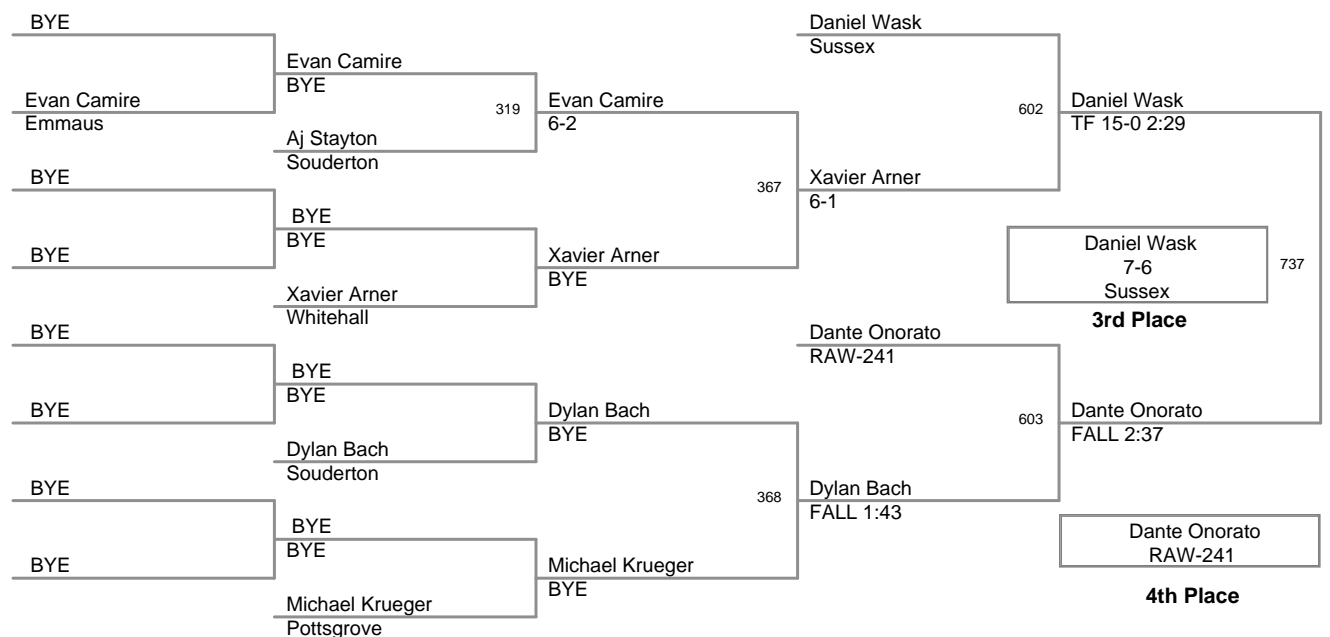 BYE
Evan Camire
Emmaus
BYE
BYE
BYE
BYE
BYE
BYE
Evan Camire
BYE
Aj Stayton
Souderton
BYE
BYE
Xavier Arner
Whitehall
BYE
BYE
Dylan Bach
Souderton
BYE
BYE
Michael Krueger
Pottsgrove
319
Evan Camire
6-2
Xavier Arner
BYE
Dylan Bach
BYE
Michael Krueger
BYE
367
368
Daniel Wask
Sussex
Xavier Arner
6-1
Dante Onorato
RAW-241
Dylan Bach
FALL 1:43
602
603
Daniel Wask
TF 15-0 2:29
Dante Onorato
FALL 2:37
737
Daniel Wask
7-6
Sussex
3rd Place
Dante Onorato
RAW-241
4th Place